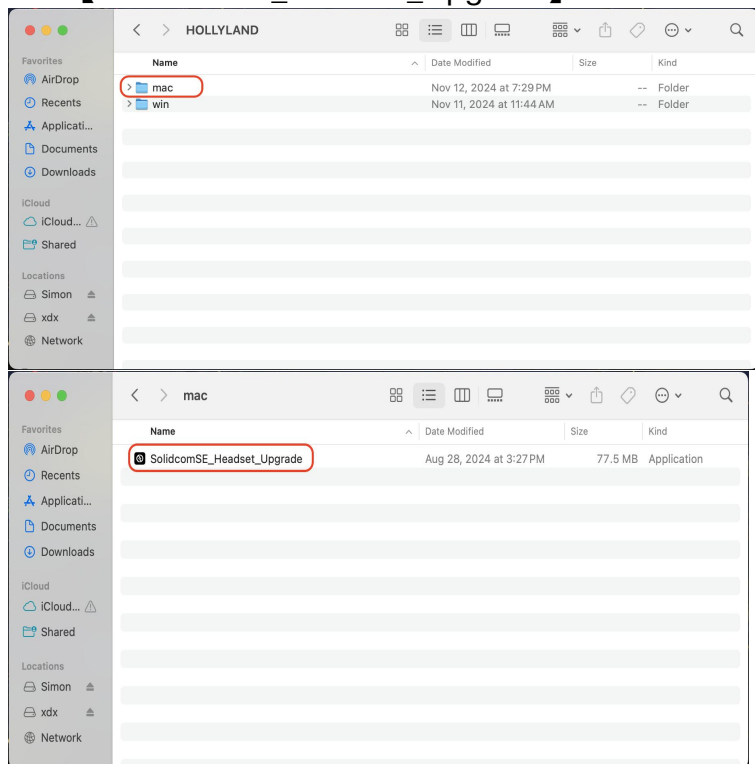 HOLLYLAND
Favorites
AirDrop
Recents
Applicati...
Documents
Downloads
iCloud
iCloud...
Shared
Locations
Simon
xdx
Network
Name Date Modified Size Kind
mac Nov 12, 2024 at 7:29 PM -- Folder
win Nov 11, 2024 at 11:44 AM -- Folder
mac
Favorites
AirDrop
Recents
Applicati...
Documents
Downloads
iCloud
iCloud...
Shared
Locations
Simon
xdx
Network
Name Date Modified Size Kind
SolidcomSE_Headset_Upgrade Aug 28, 2024 at 3:27 PM 77.5 MB Application